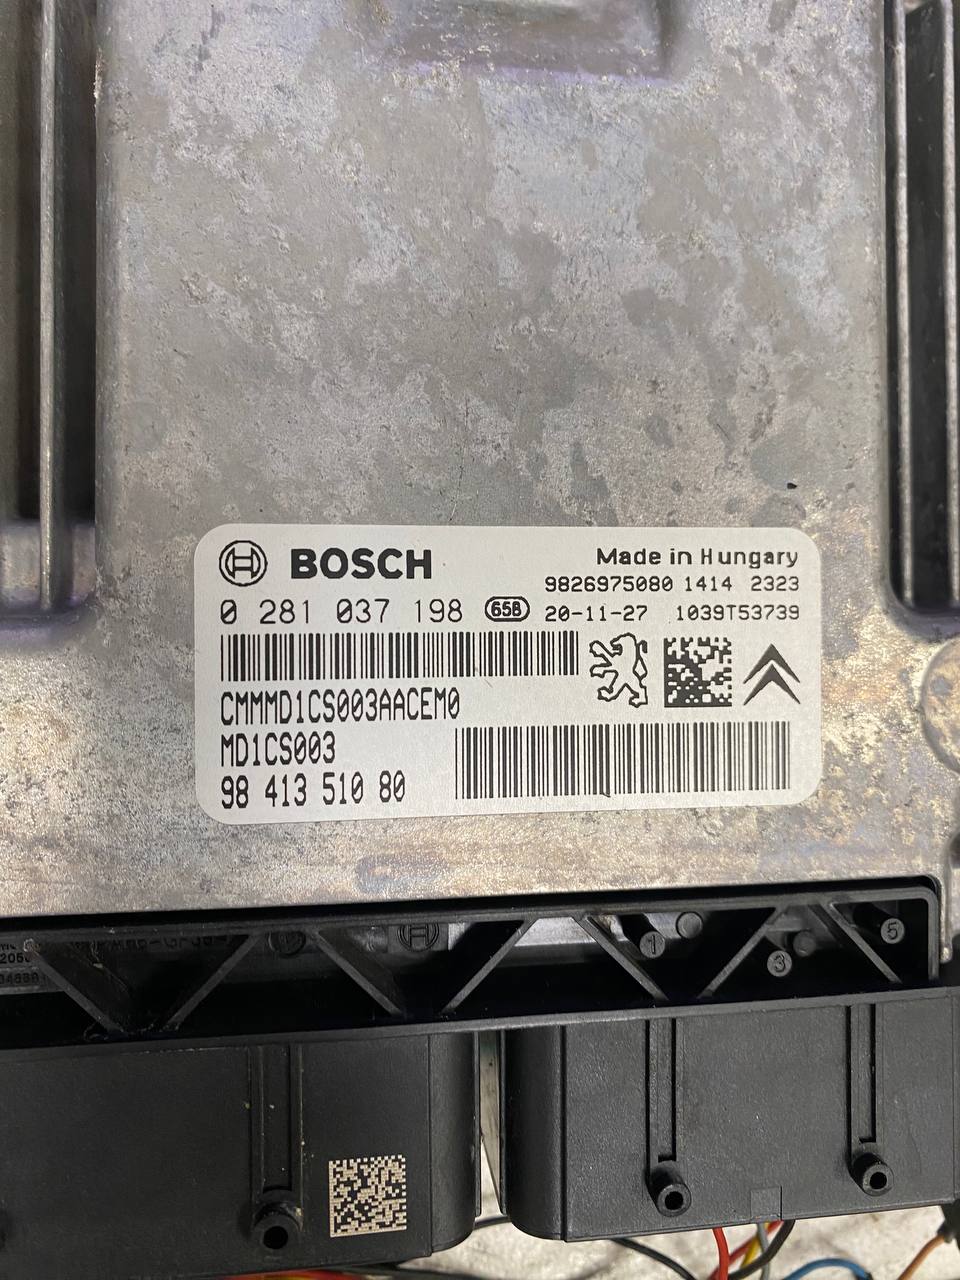 BOSCH
Made in Hungary
9826975080 1414 2323
0 281 037 198 65B 20-11-27 1039T53739
CMMMD1CS003AACEM0
MD1CS003
98 413 510 80
1
3
5